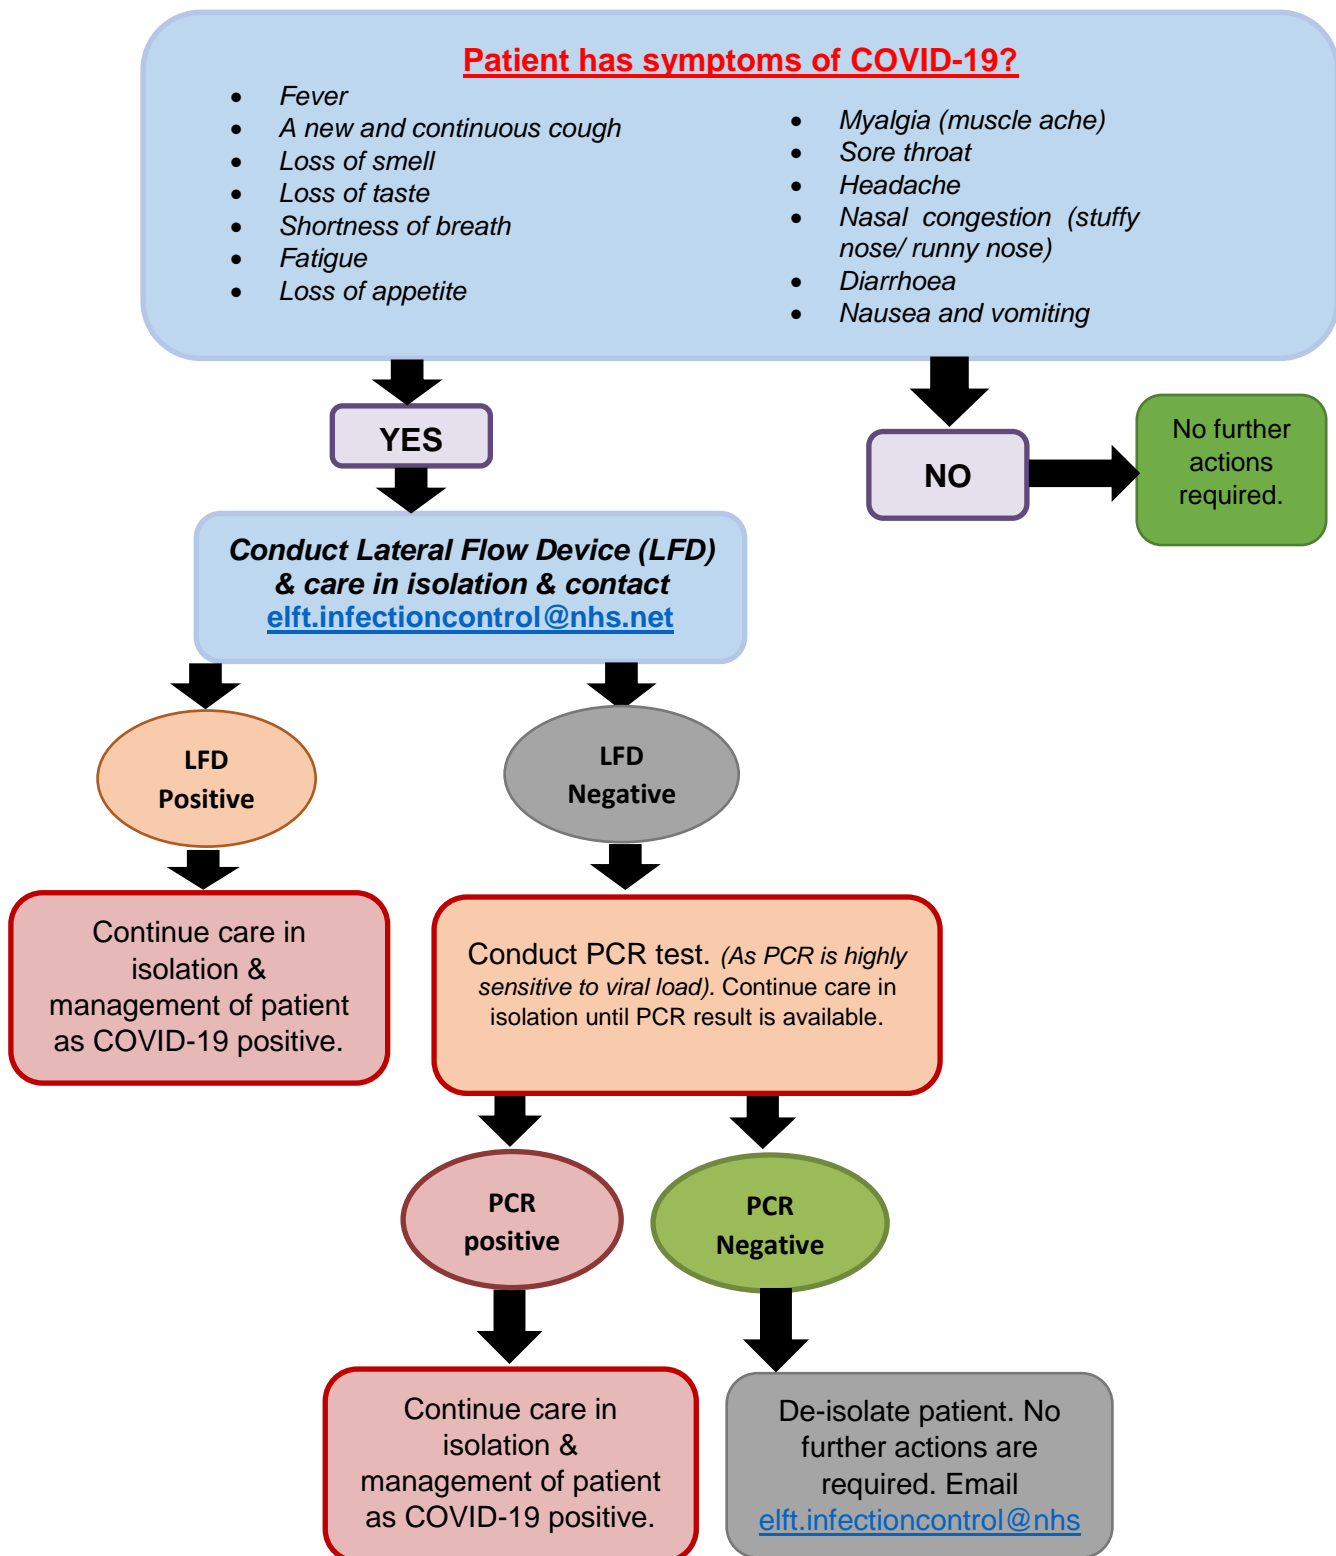 Patient has symptoms of COVID-19?
• Fever
• A new and continuous cough
• Loss of smell
• Loss of taste
• Shortness of breath
• Fatigue
• Loss of appetite
• Myalgia (muscle ache)
• Sore throat
• Headache
• Nasal congestion (stuffy
nose/ runny nose)
• Diarrhoea
• Nausea and vomiting
YES
NO
No further
actions
required.
Conduct Lateral Flow Device (LFD)
& care in isolation & contact
elft.infectioncontrol@nhs.net
LFD
Positive
LFD
Negative
Continue care in
isolation &
management of patient
as COVID-19 positive.
Conduct PCR test. (As PCR is highly
sensitive to viral load). Continue care in
isolation until PCR result is available.
PCR
positive
PCR
Negative
Continue care in
isolation &
management of patient
as COVID-19 positive.
De-isolate patient. No
further actions are
required. Email
elft.infectioncontrol@nhs